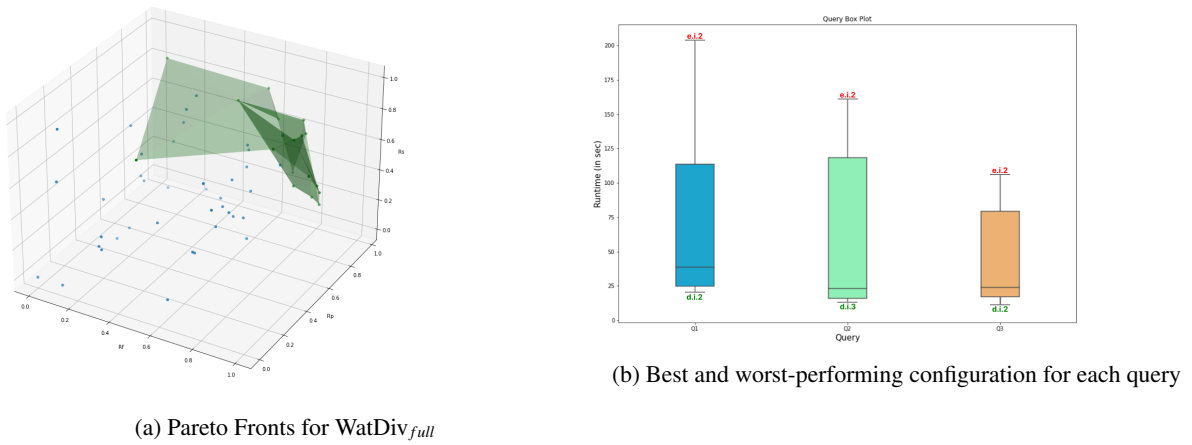 1.0
0.8
0.6
0.4
0.2
0.0
Rs
0.0
0.2
0.4
0.6
0.8
1.0
Rf
0.0
0.2
0.4
0.6
0.8
1.0
Rp
(a) Pareto Fronts for WatDivfull
Query Box Plot
200
175
150
125
100
75
50
25
0
Runtime (in sec)
e.i.2
d.i.2
e.i.2
d.i.3
e.i.2
d.i.2
Q1
Q2
Q3
Query
(b) Best and worst-performing configuration for each query